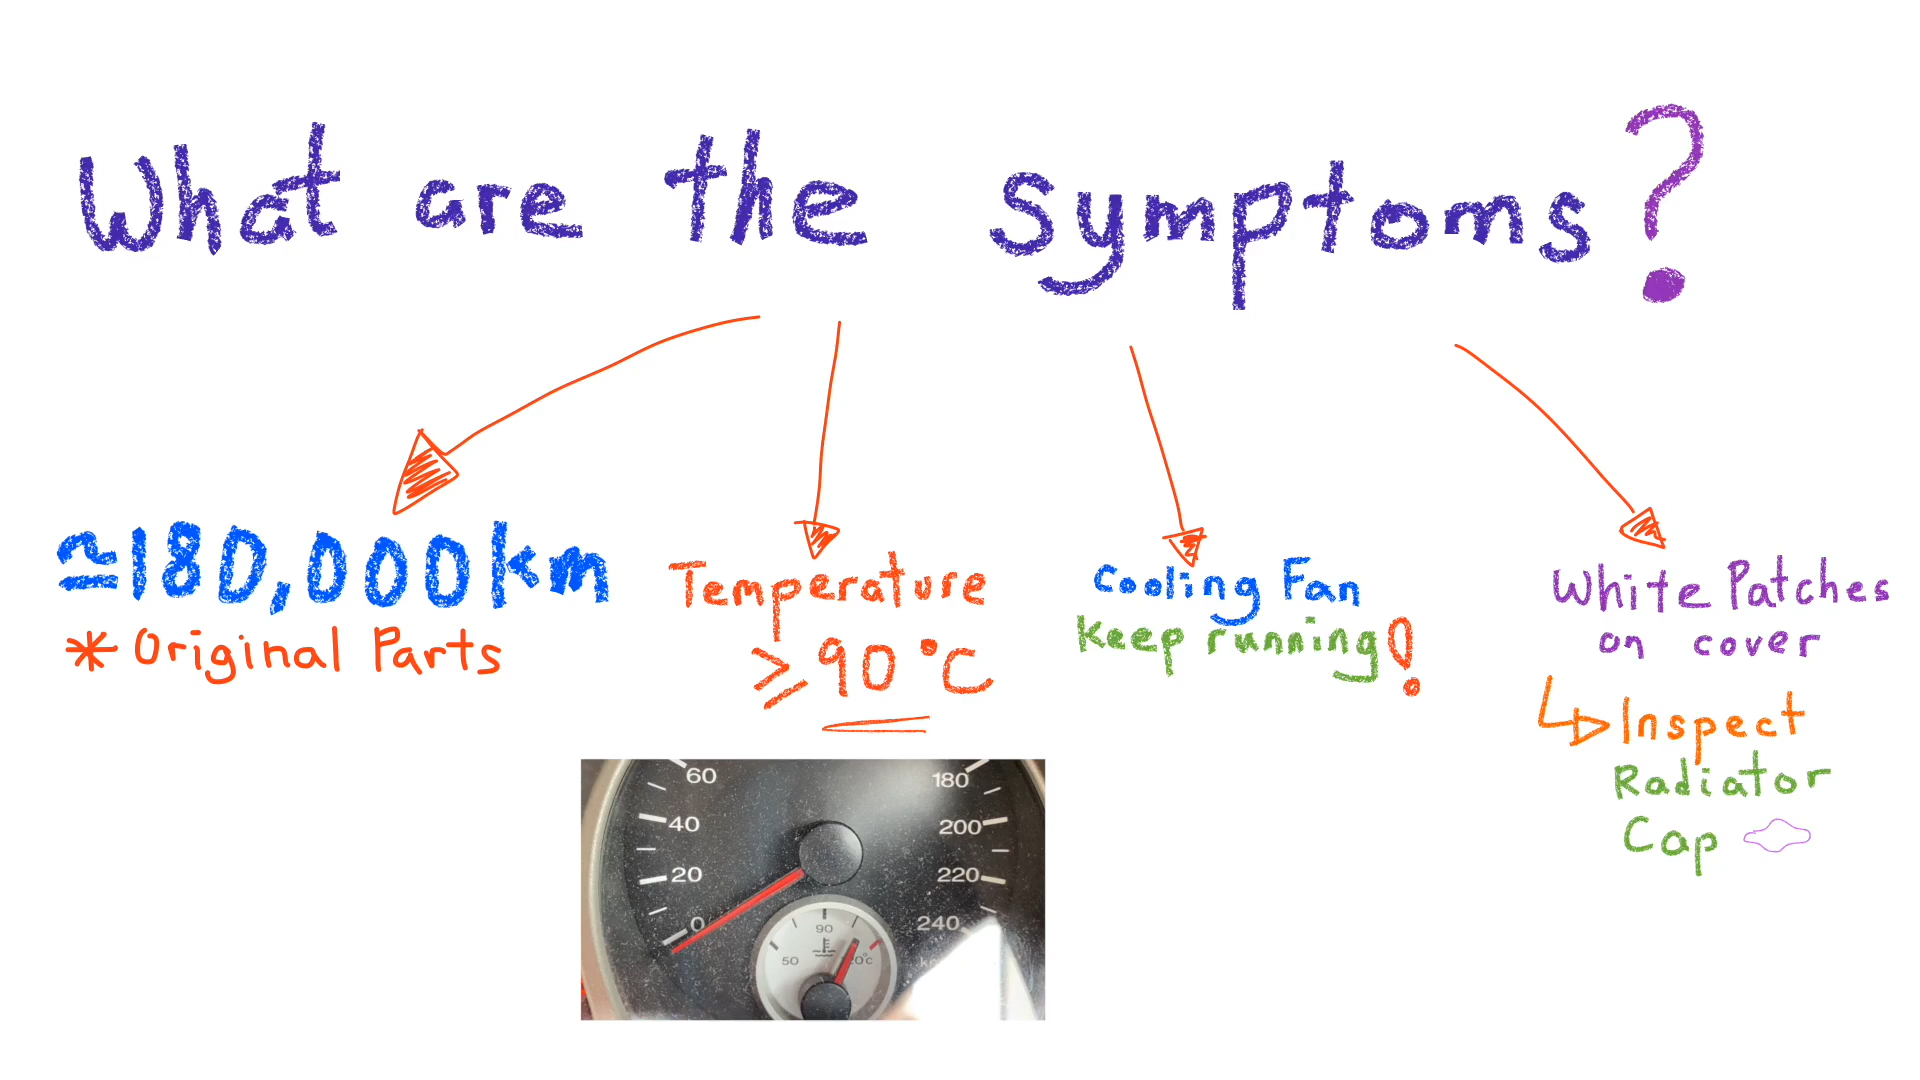 What are the symptoms?
≈180,000km
* Original Parts
Temperature
≥90°C
Cooling Fan
Keep running!
White Patches
on cover
Inspect
Radiator
Cap
60
40
20
0
180
200
220
240
50
90
°C